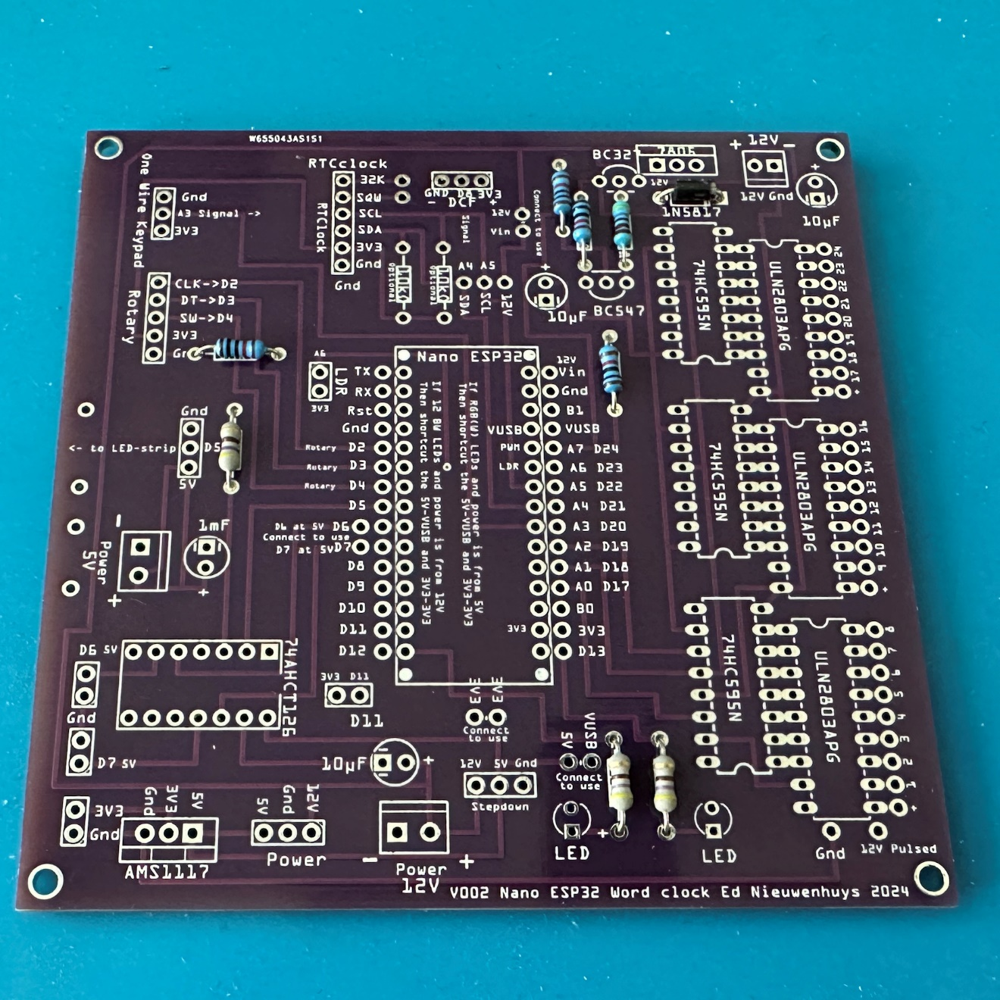 W655043AS1S1
12V
+ -
BC327
7805
RTCclock
32K
SQW
SCL
SDA
3V3
Gnd
Gnd
RTClock
One Wire Keypad
Gnd
A3 Signal ->
3V3
GND D8 3V3
- DCF +
Signal
12V
Vin
Connect to use
12V
1N5817
12V Gnd
+
10µF
CLK->D2
DT->D3
SW->D4
3V3
Rotary
Optional
10kΩ
Optional
10kΩ
A4 A5
SDA
SCL
12V
+
10µF
BC547
74HC595N
ULN2803APG
24
23
22
21
20
19
18
17
+
A6
LDR
3V3
Nano ESP32
12V
TX
RX
Rst
Gnd
Rotary D2
Rotary D3
Rotary D4
D5
D6 at 5V D6
Connect to use
D7 at 5V D7
D8
D9
D10
D11
D12
If 12 BW LEDs and power is from 12V
Then shortcut the 5V-VUSB and 3V3-3V3
If RGB(W) LEDs and power is from 5V
Then shortcut the 5V-VUSB and 3V3-3V3
Vin
Gnd
B1
VUSB VUSB
PWM A7 D24
LDR A6 D23
A5 D22
A4 D21
A3 D20
A2 D19
A1 D18
A0 D17
B0
3V3 3V3
D13
Gnd
<- to LED-strip
D5
5V
-
Power
5V
+
1mF
+
74HC595N
ULN2803APG
16
15
14
13
12
11
10
9
+
D6 5V
Gnd
74AHCT126
D7 5V
3V3 D11
D11
3V3 3V3
Connect
to use
5V VUSB
Connect
to use
74HC595N
ULN2803APG
8
7
6
5
4
3
2
1
+
10µF
+
12V 5V Gnd
Stepdown
3V3
Gnd
Gnd
3V3
5V
AMS1117
5V
Gnd
12V
Power
- +
Power
12V
LED
+
LED
Gnd
12V Pulsed
V002 Nano ESP32 Word clock Ed Nieuwenhuys 2024